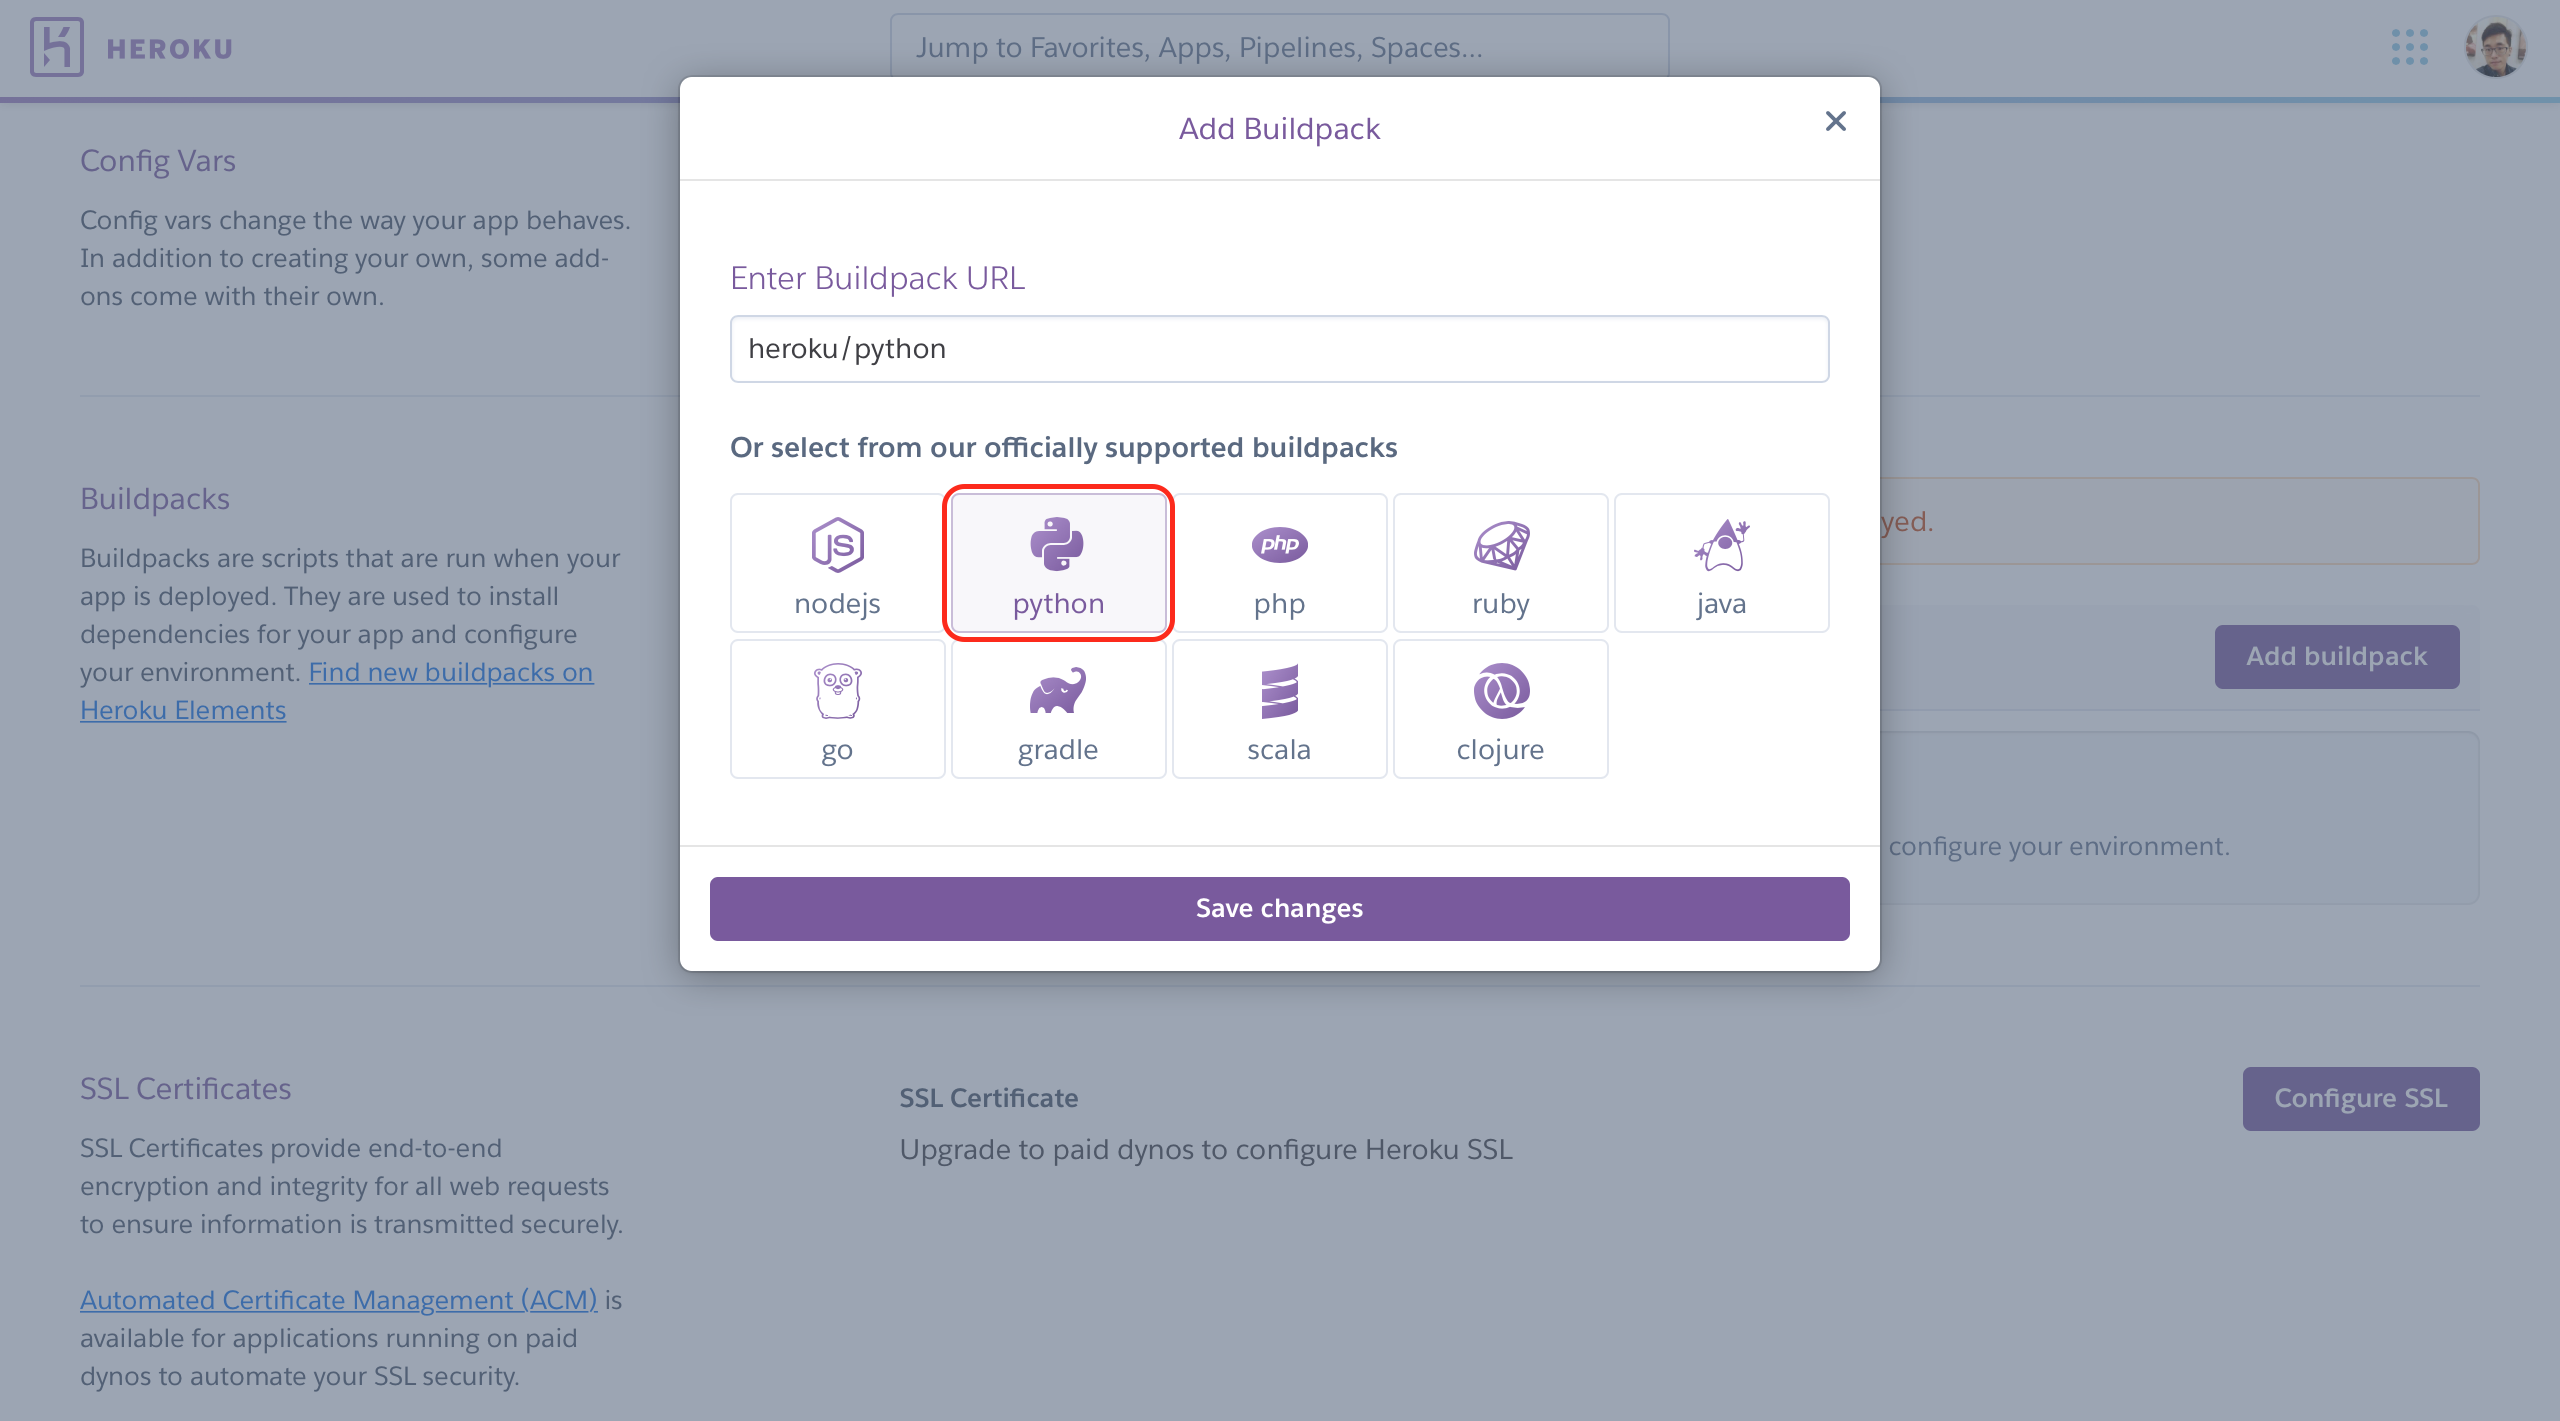 HEROKU
Jump to Favorites, Apps, Pipelines, Spaces...
Add Buildpack
Enter Buildpack URL
heroku/python
Or select from our officially supported buildpacks
JS
nodejs
python
php
php
ruby
java
go
gradle
scala
clojure
Save changes
Config Vars
Config vars change the way your app behaves.
In addition to creating your own, some add-
ons come with their own.
Buildpacks
Buildpacks are scripts that are run when your
app is deployed. They are used to install
dependencies for your app and configure
your environment. Find new buildpacks on
Heroku Elements
yed.
Add buildpack
configure your environment.
SSL Certificates
SSL Certificates provide end-to-end
encryption and integrity for all web requests
to ensure information is transmitted securely.
Automated Certificate Management (ACM) is
available for applications running on paid
dynos to automate your SSL security.
SSL Certificate
Upgrade to paid dynos to configure Heroku SSL
Configure SSL